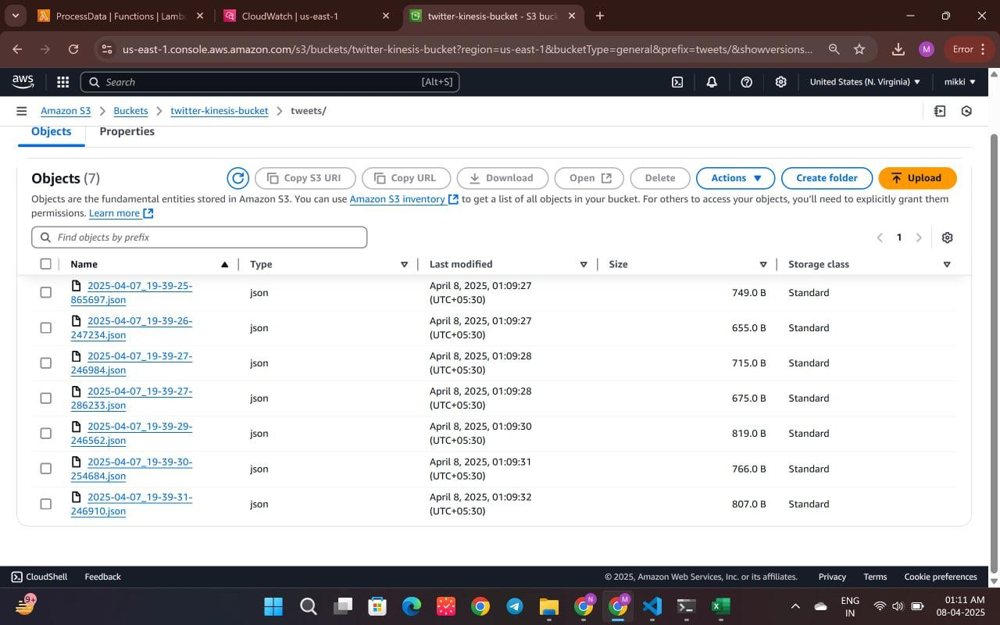 ProcessData | Functions | Lamb
CloudWatch | us-east-1
twitter-kinesis-bucket - S3 buck
us-east-1.console.aws.amazon.com/s3/buckets/twitter-kinesis-bucket?region=us-east-1&bucketType=general&prefix=tweets/&showversions...
M
Error
aws
Search
[Alt+S]
United States (N. Virginia)
mikki
Amazon S3
Buckets
twitter-kinesis-bucket
tweets/
Objects
Properties
Objects (7)
Copy S3 URI
Copy URL
Download
Open
Delete
Actions
Create folder
Upload
Objects are the fundamental entities stored in Amazon S3. You can use Amazon S3 inventory to get a list of all objects in your bucket. For others to access your objects, you'll need to explicitly grant them
permissions. Learn more
Find objects by prefix
1
Name
Type
Last modified
Size
Storage class
2025-04-07_19-39-25-
865697.json
json
April 8, 2025, 01:09:27
(UTC+05:30)
749.0 B
Standard
2025-04-07_19-39-26-
247234.json
json
April 8, 2025, 01:09:27
(UTC+05:30)
655.0 B
Standard
2025-04-07_19-39-27-
246984.json
json
April 8, 2025, 01:09:28
(UTC+05:30)
715.0 B
Standard
2025-04-07_19-39-27-
286233.json
json
April 8, 2025, 01:09:28
(UTC+05:30)
675.0 B
Standard
2025-04-07_19-39-29-
246562.json
json
April 8, 2025, 01:09:30
(UTC+05:30)
819.0 B
Standard
2025-04-07_19-39-30-
254684.json
json
April 8, 2025, 01:09:31
(UTC+05:30)
766.0 B
Standard
2025-04-07_19-39-31-
246910.json
json
April 8, 2025, 01:09:32
(UTC+05:30)
807.0 B
Standard
CloudShell
Feedback
© 2025, Amazon Web Services, Inc. or its affiliates.
Privacy
Terms
Cookie preferences
9+
N
M
ENG
IN
01:11 AM
08-04-2025